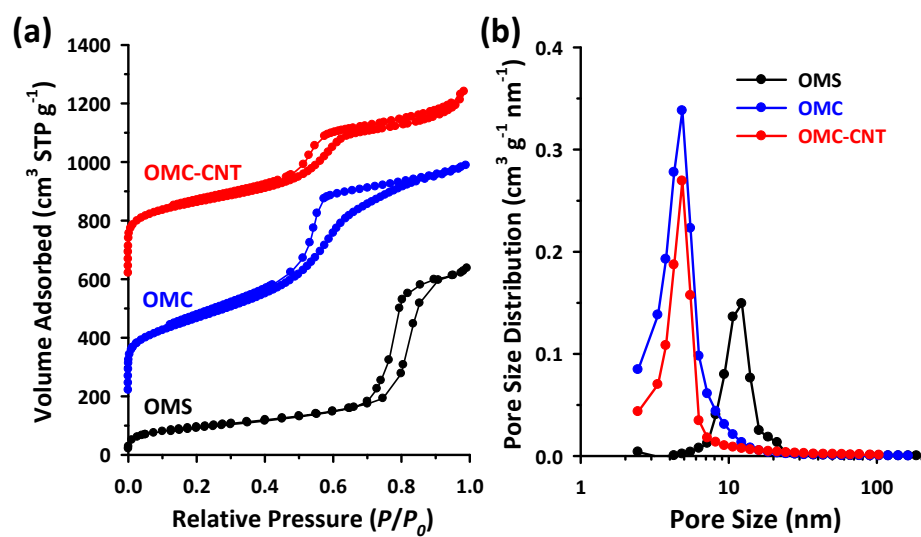 (a)
Volume Adsorbed (cm³ STP g⁻¹)
1400
1200
1000
800
600
400
200
0
OMC-CNT
OMC
OMS
0.0 0.2 0.4 0.6 0.8 1.0
Relative Pressure (P/P₀)
(b)
Pore Size Distribution (cm³ g⁻¹ nm⁻¹)
0.4
0.3
0.2
0.1
0.0
OMS
OMC
OMC-CNT
1 10 100
Pore Size (nm)